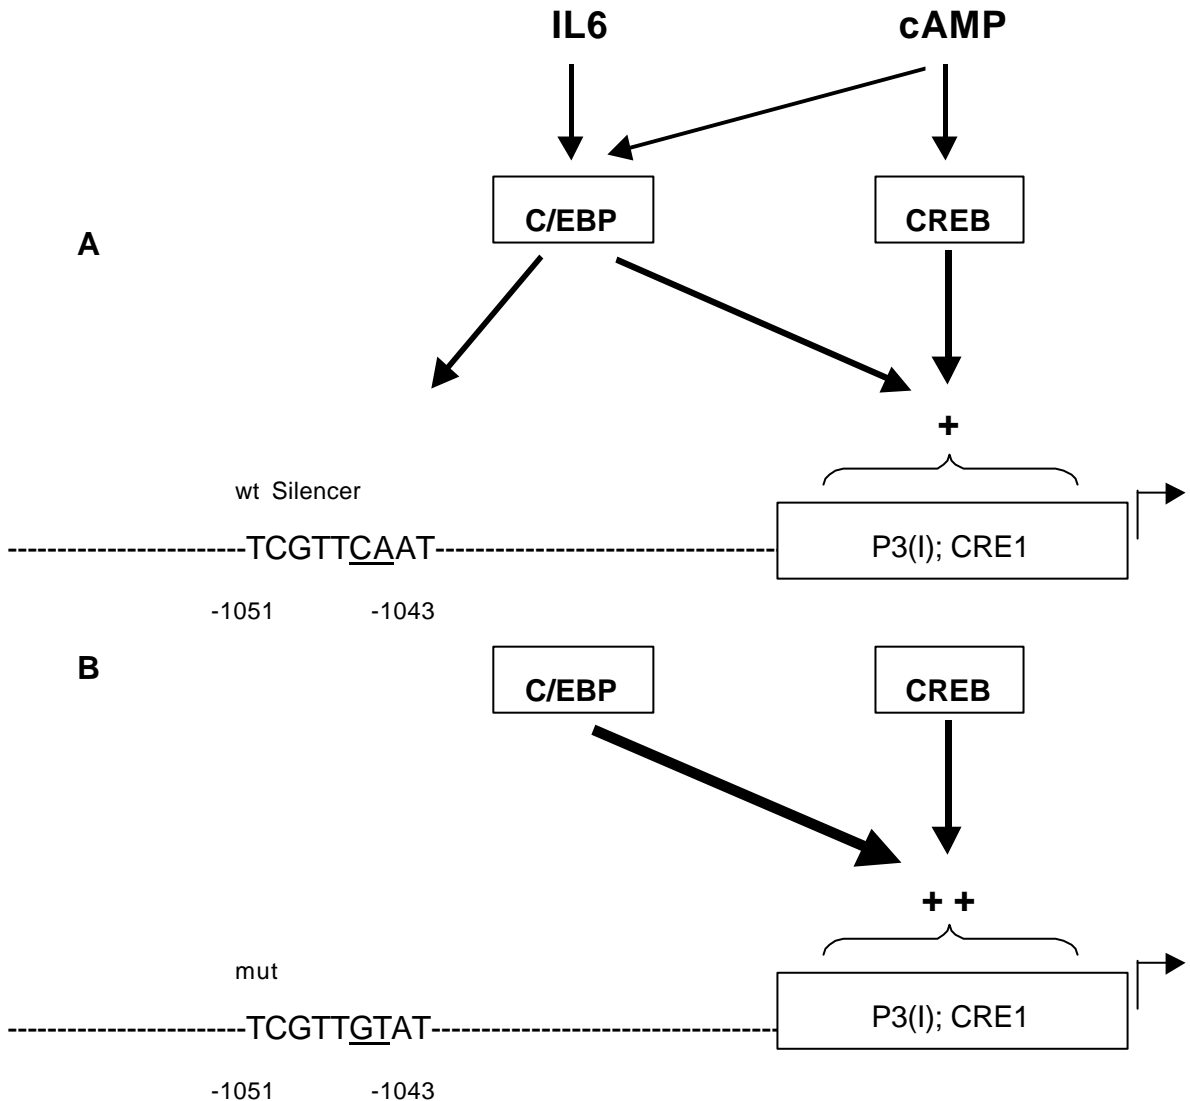 IL6 cAMP
C/EBP CREB
A
+
wt Silencer
-----------------------TCGTTCAAT---------------------------------- P3(I); CRE1
-1051 -1043
B
C/EBP CREB
+ +
mut
-----------------------TCGTTGTAT---------------------------------- P3(I); CRE1
-1051 -1043